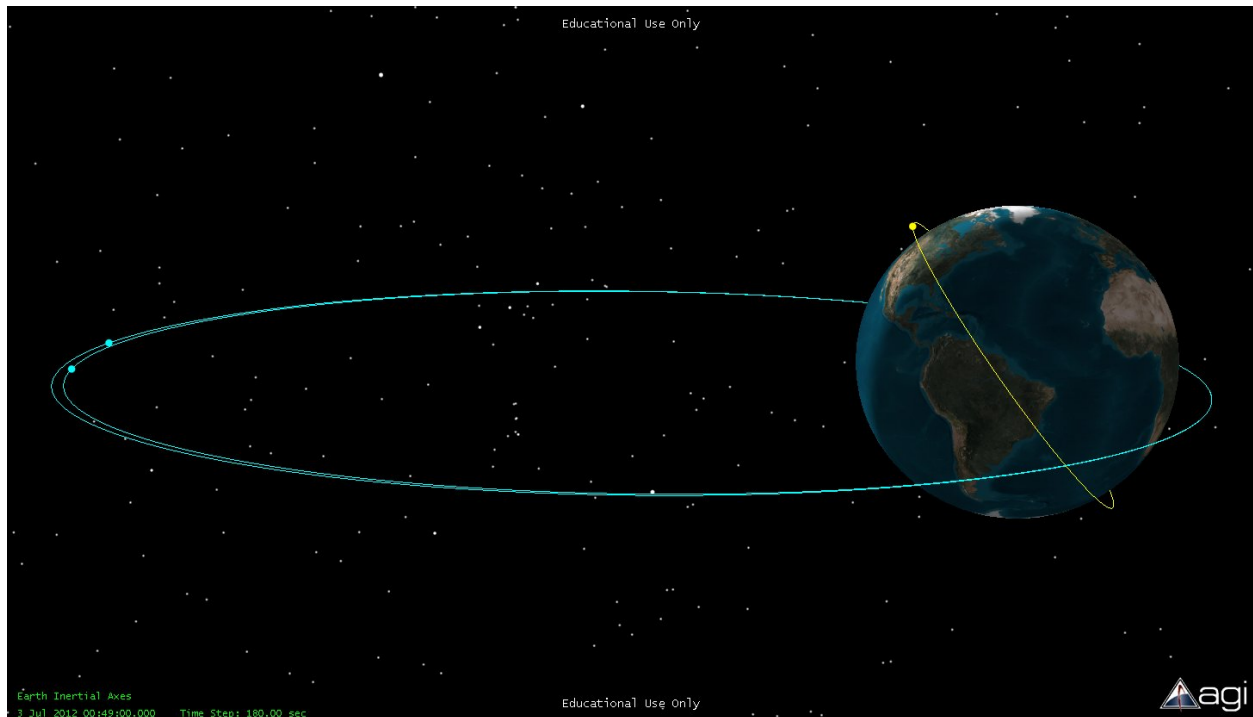 Educational Use Only
Earth Inertial Axes
3 Jul 2012 00:49:00.000 Time Step: 180.00 sec
Educational Use Only
agi